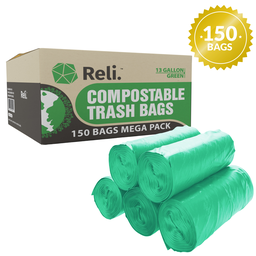 150
BAGS
Reli.
13 GALLON
GREEN
COMPOSTABLE
TRASH BAGS
150 BAGS MEGA PACK